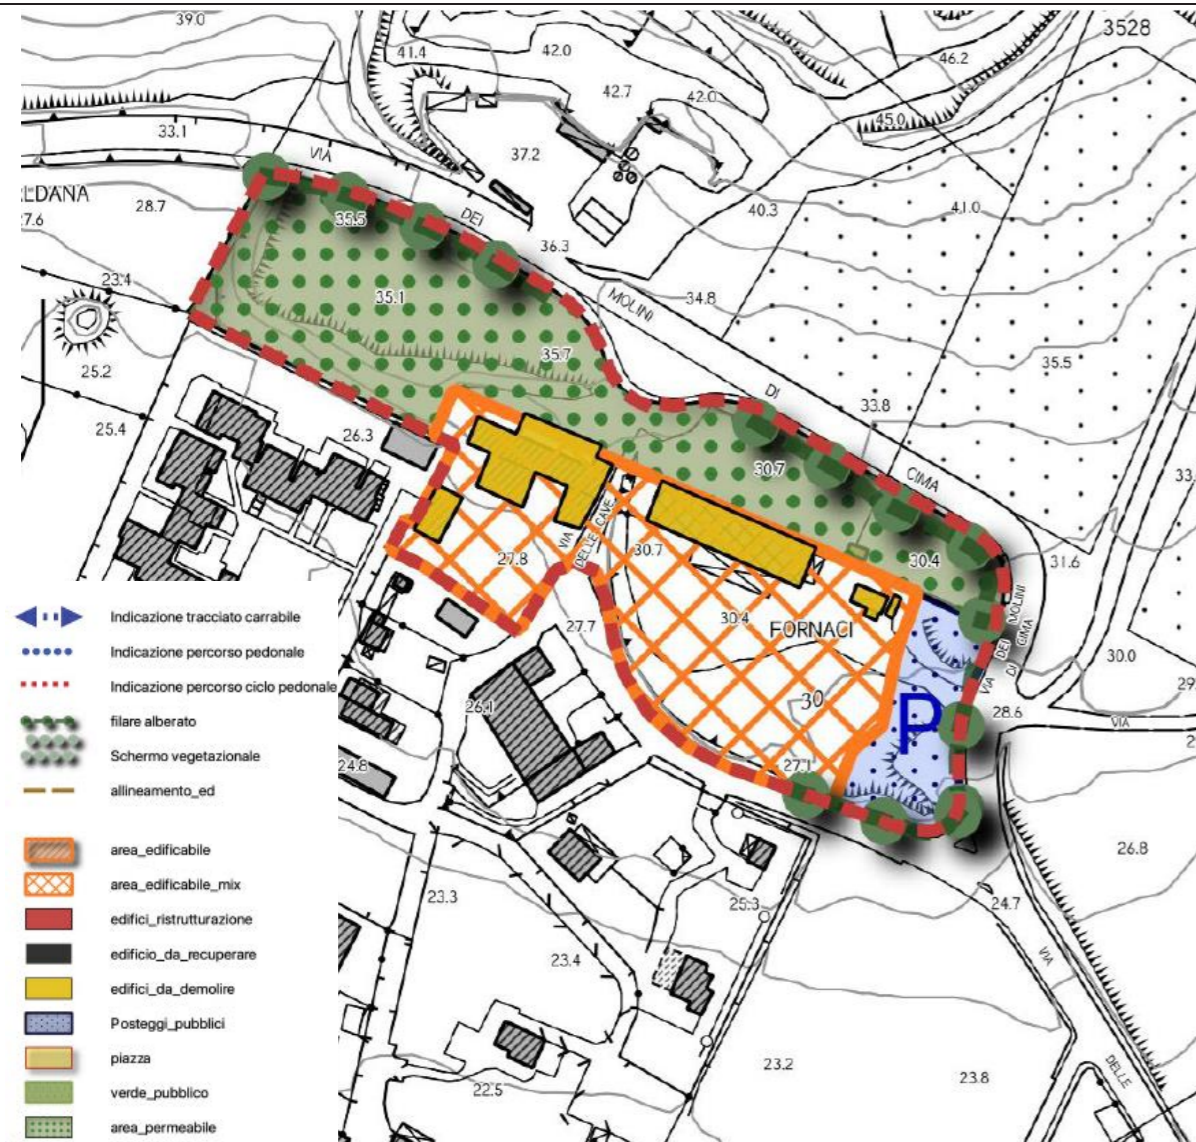 39.0
3528
41.4
42.0
46.2
42.7
42.0
45.0
33.1
VIA
37.2
LDANA
28.7
35.5
DEI
40.3
41.0
27.6
36.3
23.4
35.1
MOLINI
34.8
25.2
35.7
35.5
DI
33.8
25.4
26.3
30.7
CIMA
VIA
DELLE CAVE
27.8
30.7
30.4
31.6
30.4
FORNACI
27.7
VIA DEI MOLINI
DI CIMA
30.0
30
26.1
P
28.6
VIA
24.8
27.1
26.8
23.3
25.3
24.7
VIA
23.4
23.2
23.8
DELLE
22.5
Indicazione tracciato carrabile
Indicazione percorso pedonale
Indicazione percorso ciclo pedonale
filare alberato
Schermo vegetazionale
allineamento_ed
area_edificabile
area_edificabile_mix
edifici_ristrutturazione
edificio_da_recuperare
edifici_da_demolire
Posteggi_pubblici
piazza
verde_pubblico
area_permeabile